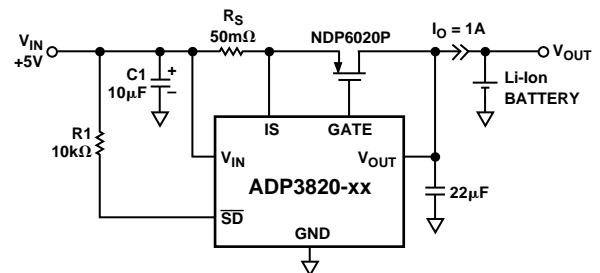 R_S
50mΩ
NDP6020P
I_O = 1A
V_IN
+5V
V_OUT
C1
10μF
+
–
Li-Ion
BATTERY
R1
10kΩ
IS
GATE
V_IN
V_OUT
ADP3820-xx
22μF
S̅D̅
GND